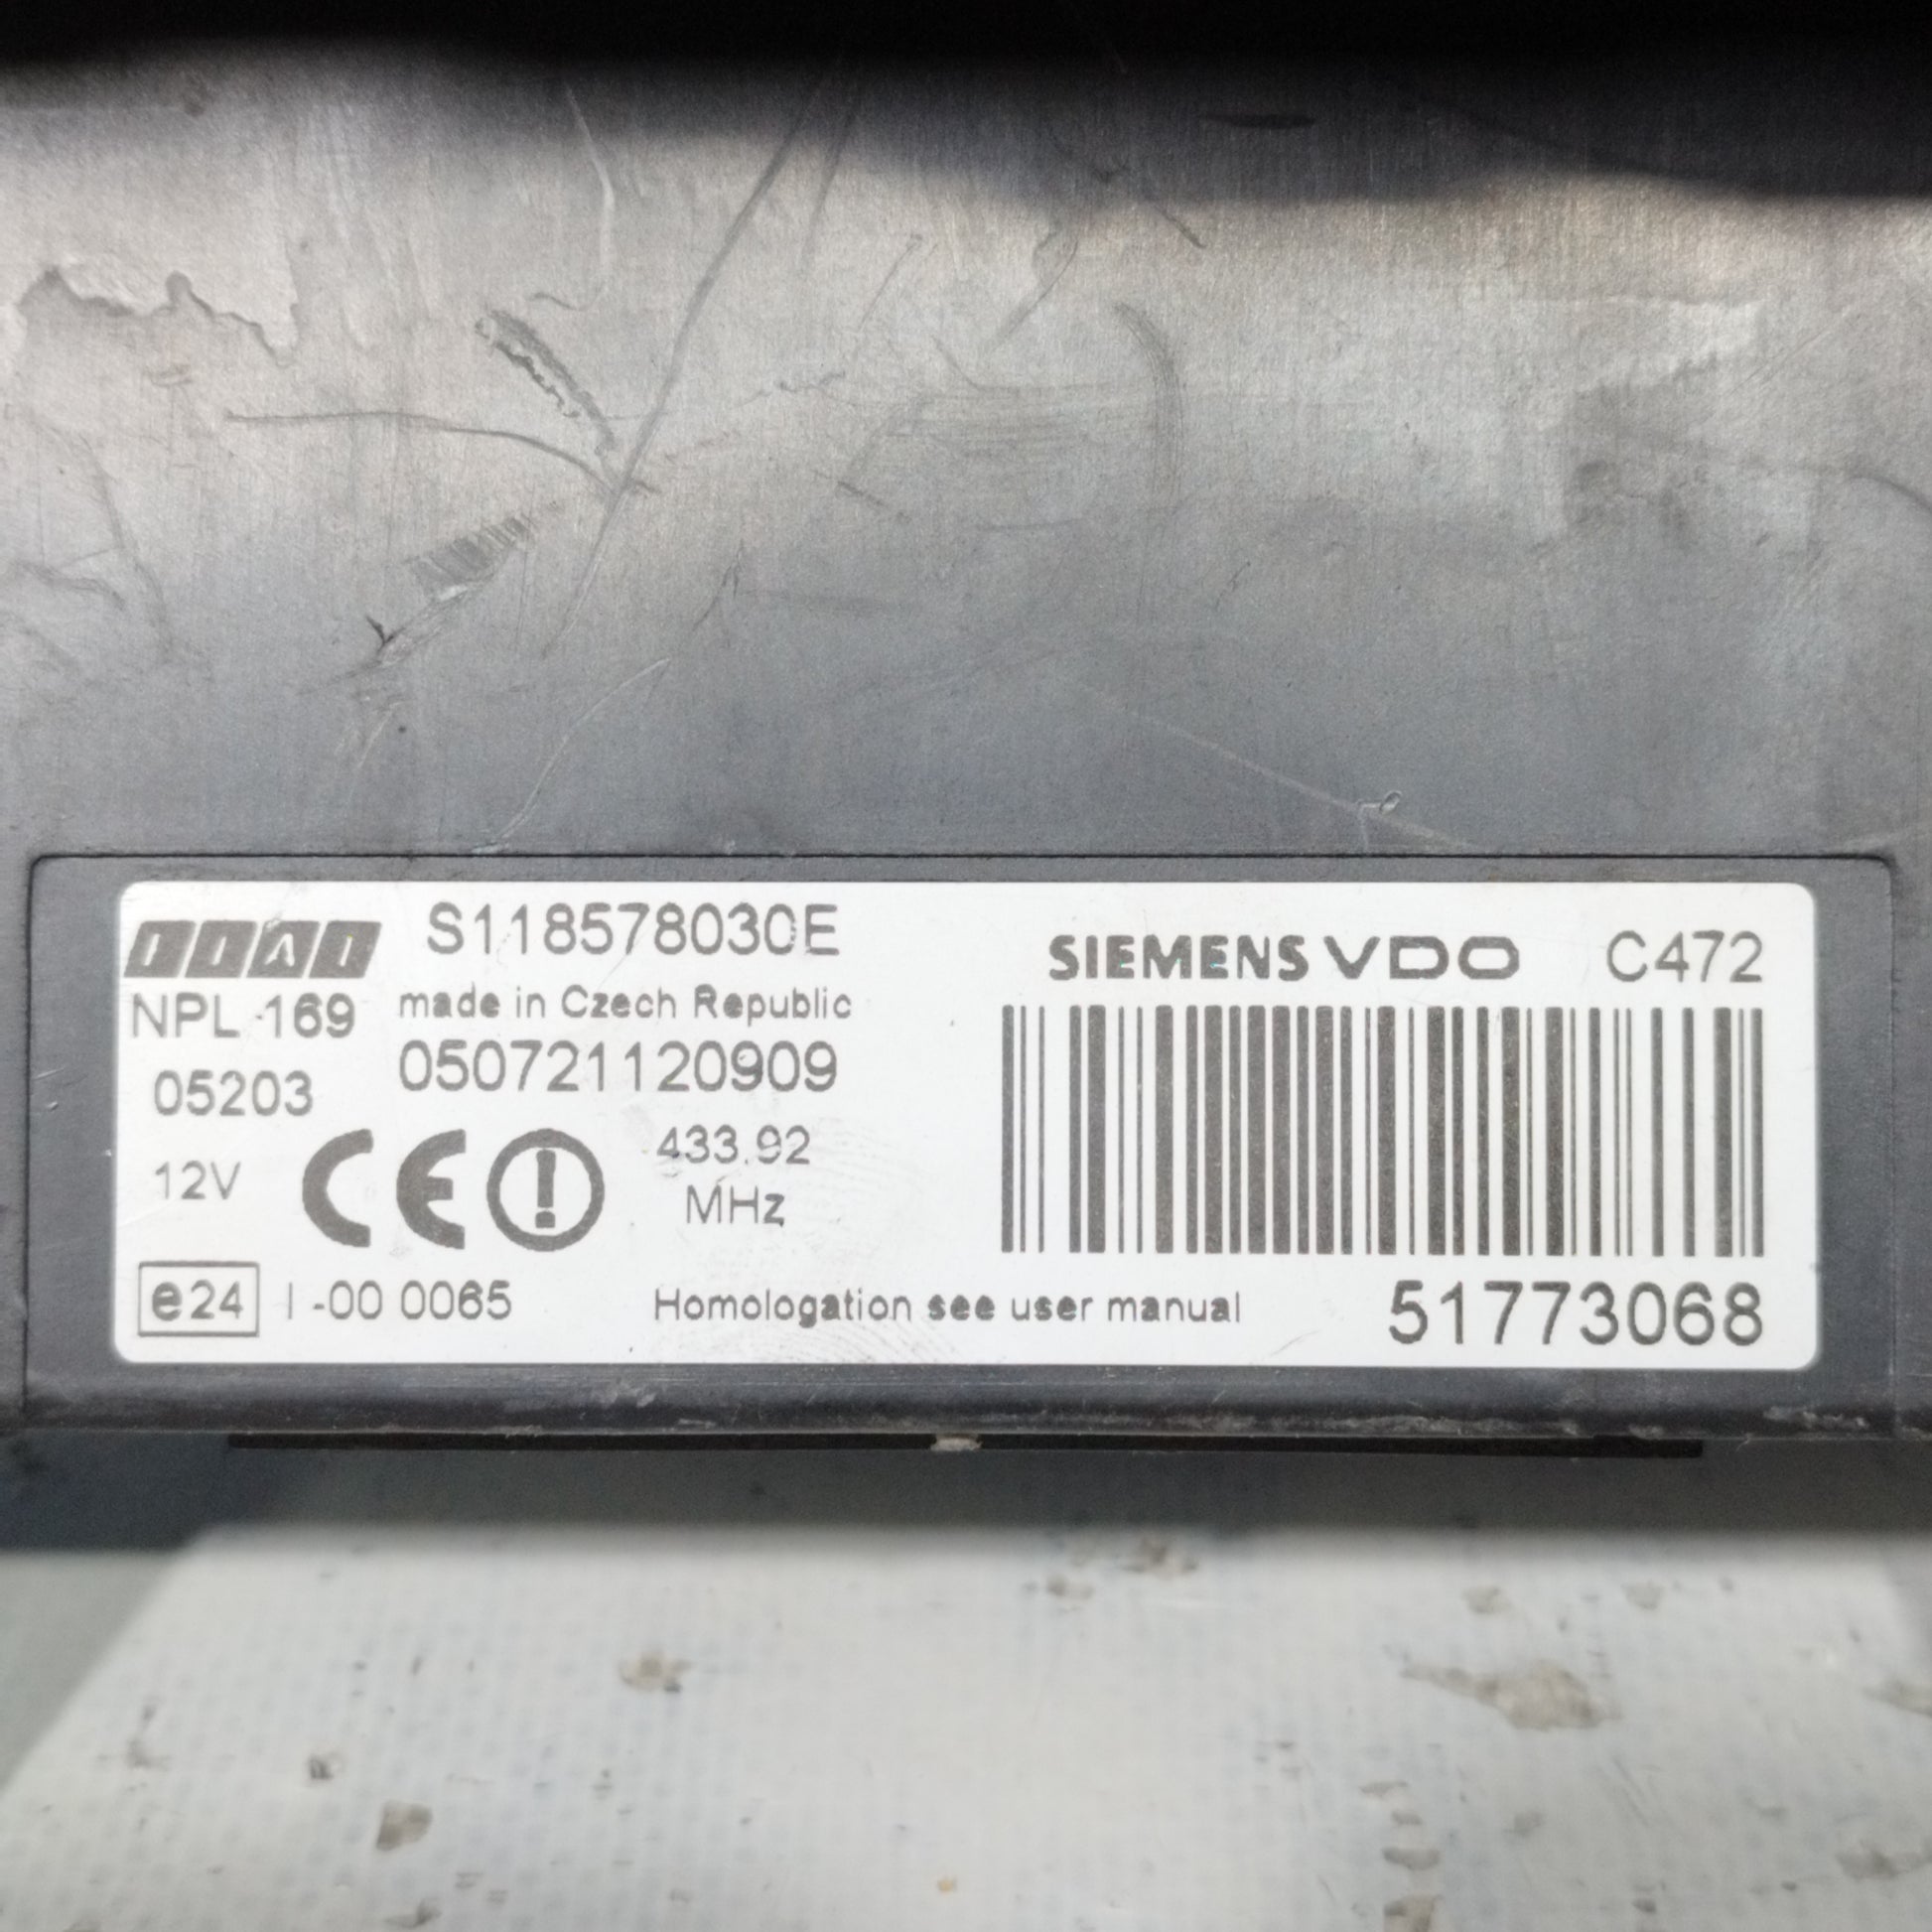 FIAT S118578030E
SIEMENS VDO C472
NPL 169 made in Czech Republic
05203 050721120909
12V CE 433.92
MHz
e24 I -00 0065 Homologation see user manual 51773068